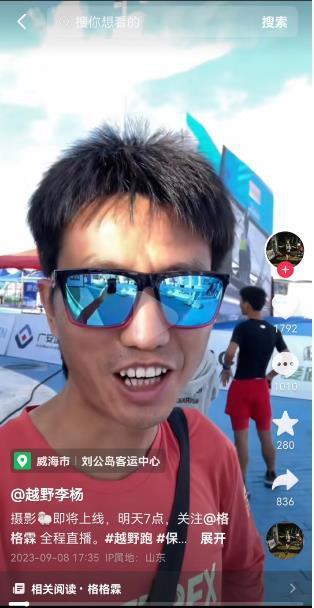 搜你想看的 搜索
广安
1792
1010
280
836
威海市 | 刘公岛客运中心
@越野李杨
摄影即将上线，明天7点，关注@格
格霖 全程直播。#越野跑 #保... 展开
2023-09-08 17:35 IP属地：山东
相关阅读 · 格格霖